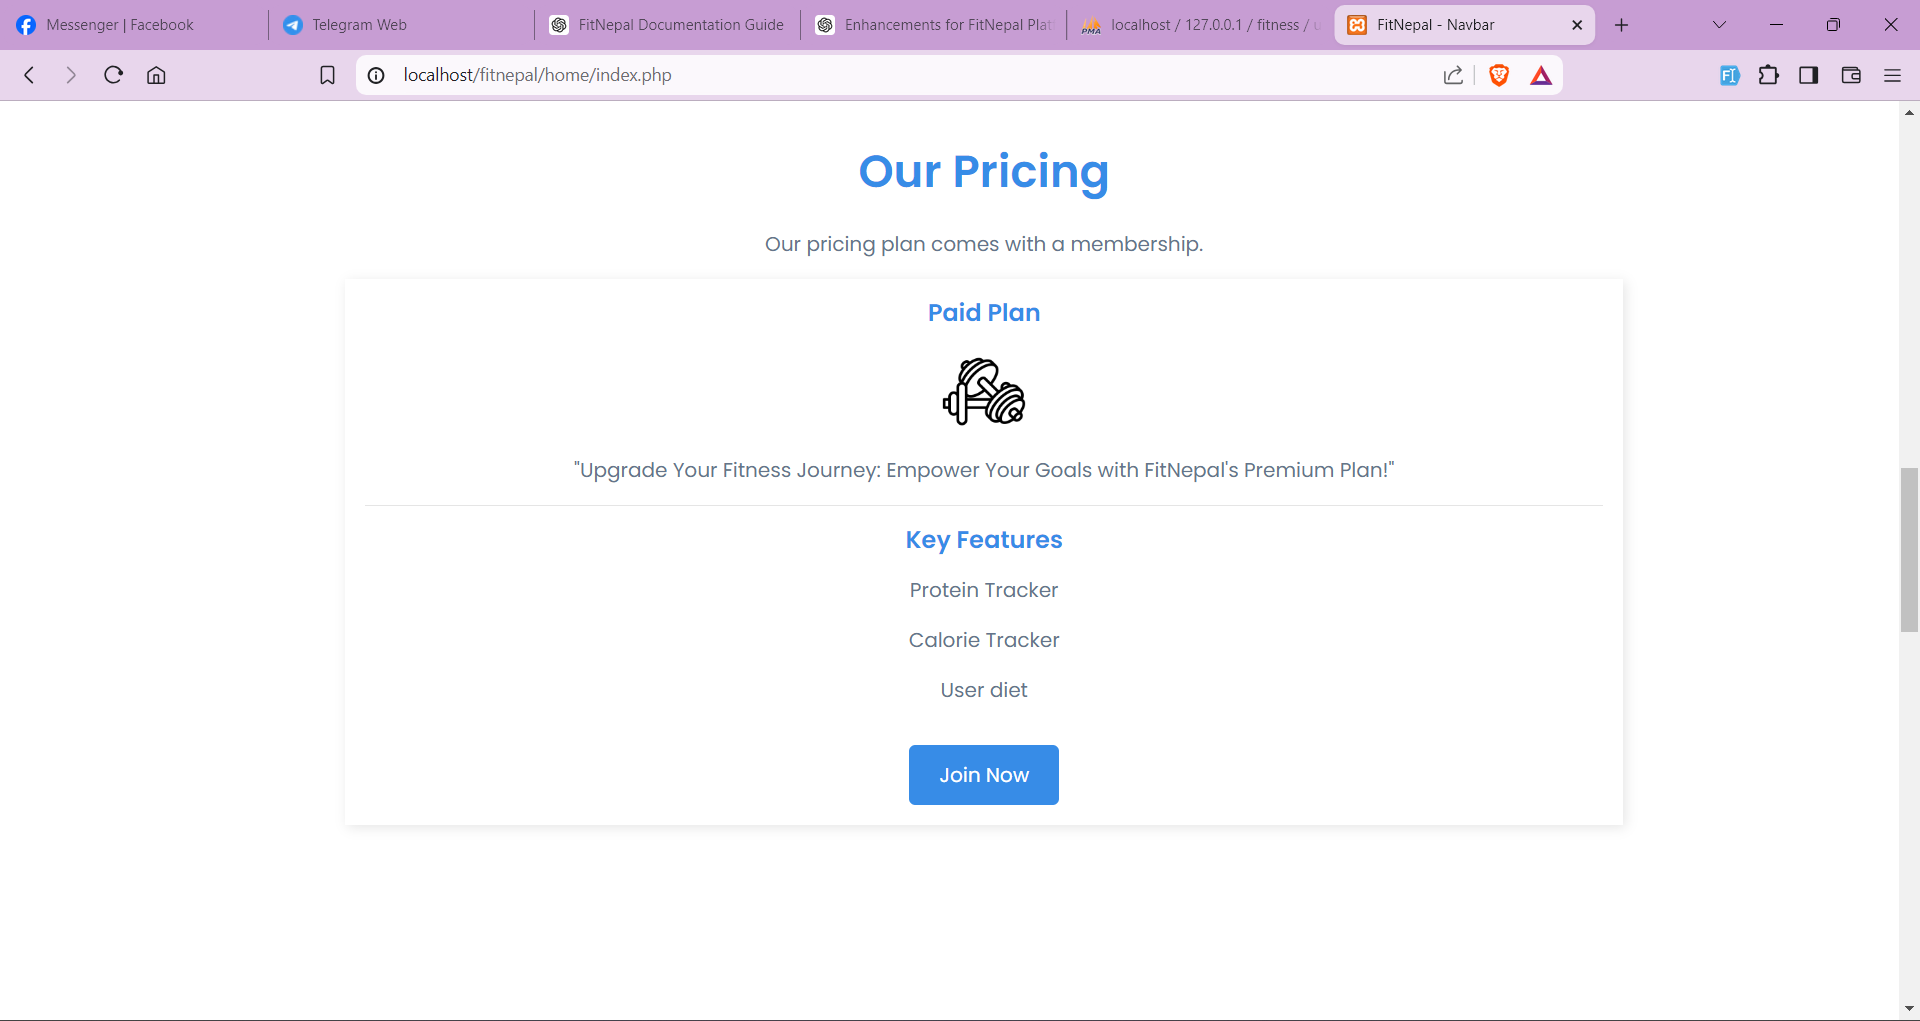 Messenger | Facebook
Telegram Web
FitNepal Documentation Guide
Enhancements for FitNepal Plat
PMA
localhost / 127.0.0.1 / fitness / u
FitNepal - Navbar
localhost/fitnepal/home/index.php
Our Pricing
Our pricing plan comes with a membership.
Paid Plan
"Upgrade Your Fitness Journey: Empower Your Goals with FitNepal's Premium Plan!"
Key Features
Protein Tracker
Calorie Tracker
User diet
Join Now